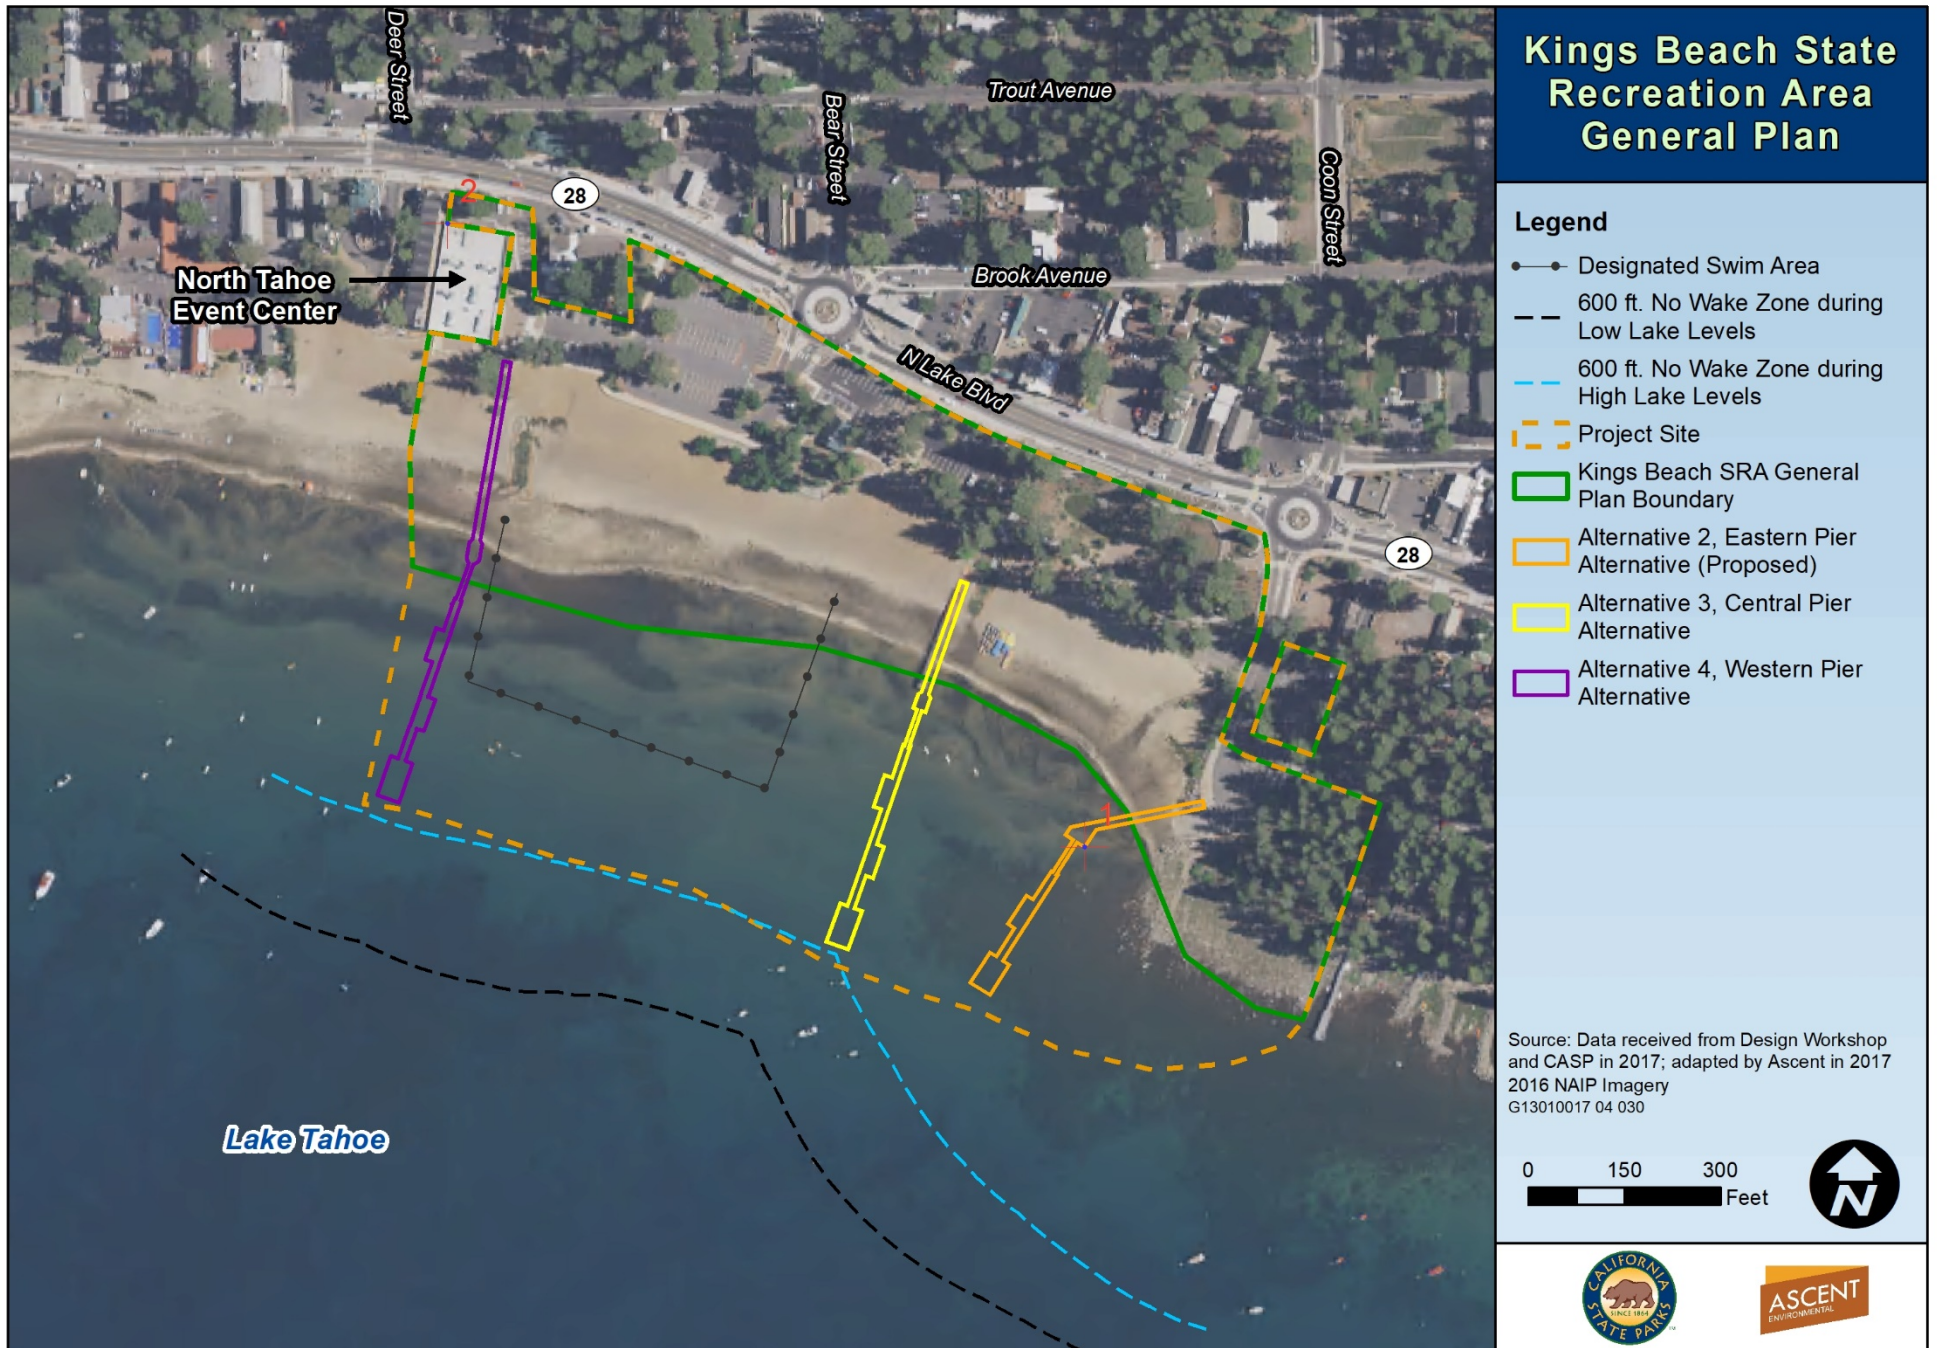 Kings Beach State
Recreation Area
General Plan
Deer Street
Bear Street
Trout Avenue
Coon Street
Brook Avenue
28
2
North Tahoe
Event Center
N Lake Blvd
28
1
Lake Tahoe
Legend
Designated Swim Area
600 ft. No Wake Zone during
Low Lake Levels
600 ft. No Wake Zone during
High Lake Levels
Project Site
Kings Beach SRA General
Plan Boundary
Alternative 2, Eastern Pier
Alternative (Proposed)
Alternative 3, Central Pier
Alternative
Alternative 4, Western Pier
Alternative
Source: Data received from Design Workshop
and CASP in 2017; adapted by Ascent in 2017
2016 NAIP Imagery
G13010017 04 030
0 150 300
Feet
N
CALIFORNIA
SINCE 1864
STATE PARKS
ASCENT
ENVIRONMENTAL